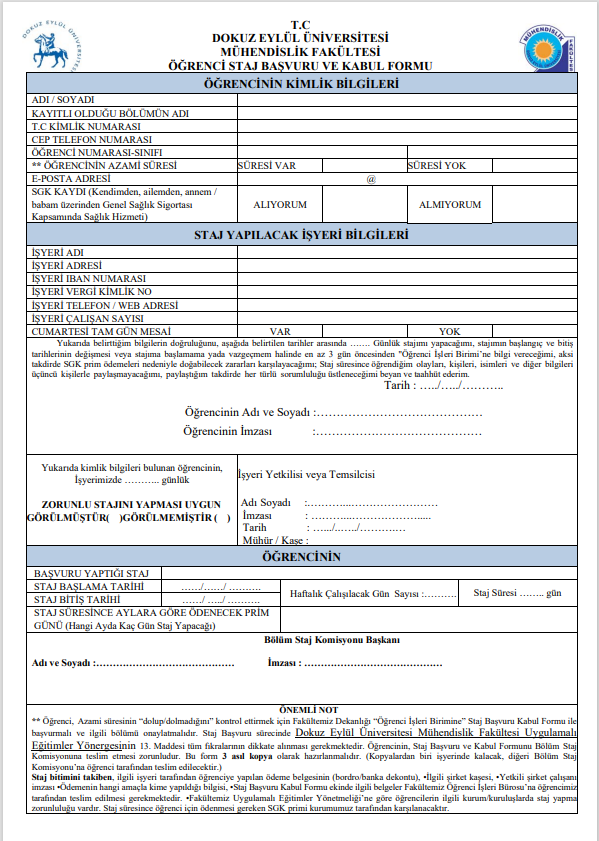 DOKUZ EYLÜL ÜNİVERSİTESİ
T.C
DOKUZ EYLÜL ÜNİVERSİTESİ
MÜHENDİSLİK FAKÜLTESİ
ÖĞRENCİ STAJ BAŞVURU VE KABUL FORMU
MÜHENDİSLİK FAKÜLTESİ
ÖĞRENCİNİN KİMLİK BİLGİLERİ
ADI / SOYADI
KAYITLI OLDUĞU BÖLÜMÜN ADI
T.C KİMLİK NUMARASI
CEP TELEFON NUMARASI
ÖĞRENCİ NUMARASI-SINIFI
** ÖĞRENCİNİN AZAMİ SÜRESİ SÜRESİ VAR SÜRESİ YOK
E-POSTA ADRESİ @
SGK KAYDI (Kendimden, ailemden, annem /
babam üzerinden Genel Sağlık Sigortası
Kapsamında Sağlık Hizmeti) ALIYORUM ALMIYORUM
STAJ YAPILACAK İŞYERİ BİLGİLERİ
İŞYERİ ADI
İŞYERİ ADRESİ
İŞYERİ IBAN NUMARASI
İŞYERİ VERGİ KİMLİK NO
İŞYERİ TELEFON / WEB ADRESİ
İŞYERİ ÇALIŞAN SAYISI
CUMARTESİ TAM GÜN MESAİ VAR YOK
Yukarıda belirttiğim bilgilerin doğruluğunu, aşağıda belirtilen tarihler arasında ……. Günlük stajımı yapacağımı, stajımın başlangıç ve bitiş
tarihlerinin değişmesi veya stajıma başlamama yada vazgeçmem halinde en az 3 gün öncesinden "Öğrenci İşleri Birimi’ne bilgi vereceğimi, aksi
takdirde SGK prim ödemeleri nedeniyle doğabilecek zararları karşılayacağımı; Staj süresince öğrendiğim olayları, kişileri, isimleri ve diğer bilgileri
üçüncü kişilerle paylaşmayacağımı, paylaştığım takdirde her türlü sorumluluğu üstleneceğimi beyan ve taahhüt ederim.
Tarih : …../…../………..
Öğrencinin Adı ve Soyadı :……………………………………
Öğrencinin İmzası :……………………………………
Yukarıda kimlik bilgileri bulunan öğrencinin,
İşyerimizde ……….. günlük
ZORUNLU STAJINI YAPMASI UYGUN
GÖRÜLMÜŞTÜR( )GÖRÜLMEMİŞTİR ( )
İşyeri Yetkilisi veya Temsilcisi
Adı Soyadı :………...…………………
İmzası : ………...………………......
Tarih : …../……./……….…
Mühür / Kaşe :
ÖĞRENCİNİN
BAŞVURU YAPTIĞI STAJ
STAJ BAŞLAMA TARİHİ ……/……/ ……….
STAJ BİTİŞ TARİHİ ……/ …../ ……….
Haftalık Çalışılacak Gün Sayısı :……….
Staj Süresi …….. gün
STAJ SÜRESİNCE AYLARA GÖRE ÖDENECEK PRİM
GÜNÜ (Hangi Ayda Kaç Gün Staj Yapacağı)
Bölüm Staj Komisyonu Başkanı
Adı ve Soyadı :…………………………………… İmzası : ……………………………………
ÖNEMLİ NOT
** Öğrenci, Azami süresinin “dolup/dolmadığını” kontrol ettirmek için Fakültemiz Dekanlığı “Öğrenci İşleri Birimine” Staj Başvuru Kabul Formu ile
başvurmalı ve ilgili bölümü onaylatmalıdır. Staj Başvuru sürecinde Dokuz Eylül Üniversitesi Mühendislik Fakültesi Uygulamalı
Eğitimler Yönergesinin 13. Maddesi tüm fıkralarının dikkate alınması gerekmektedir. Öğrencinin, Staj Başvuru ve Kabul Formunu Bölüm Staj
Komisyonuna teslim etmesi zorunludur. Bu form 3 asıl kopya olarak hazırlanmalıdır. (Kopyalardan biri işyerinde kalacak, diğeri Bölüm Staj
Komisyonu’na öğrenci tarafından teslim edilecektir.)
Staj bitimini takiben, ilgili işyeri tarafından öğrenciye yapılan ödeme belgesinin (bordro/banka dekontu), •İlgili şirket kaşesi, •Yetkili şirket çalışanı
imzası •Ödemenin hangi amaçla kime yapıldığı bilgisi, •Staj Başvuru Kabul Formu ekinde ilgili belgeler Fakültemiz Öğrenci İşleri Bürosu’na öğrencimiz
tarafından teslim edilmesi gerekmektedir. •Fakültemiz Uygulamalı Eğitimler Yönetmeliği’ne göre öğrencilerin ilgili kurum/kuruluşlarda staj yapma
zorunluluğu vardır. Staj süresince öğrenci için ödenmesi gereken SGK primi kurumumuz tarafından karşılanacaktır.